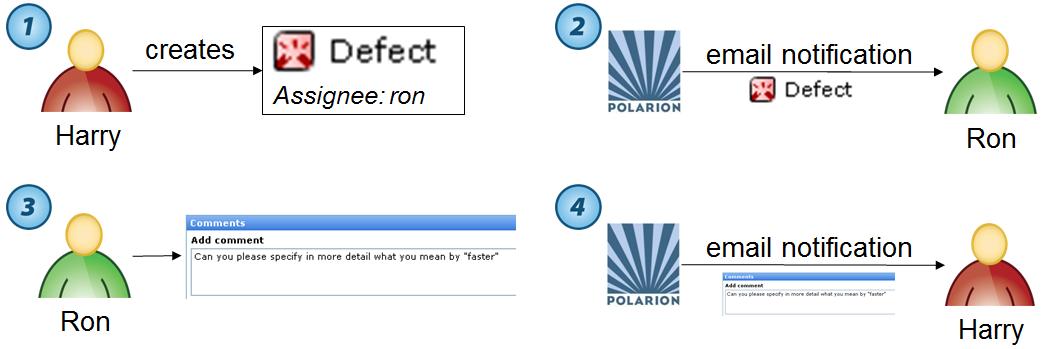 1
creates
Defect
Assignee: ron
Harry
2
POLARION
email notification
Defect
Ron
3
Comments
Add comment
Can you please specify in more detail what you mean by "faster"
Ron
4
POLARION
email notification
Comments
Add comment
Can you please specify in more detail what you mean by "faster"
Harry